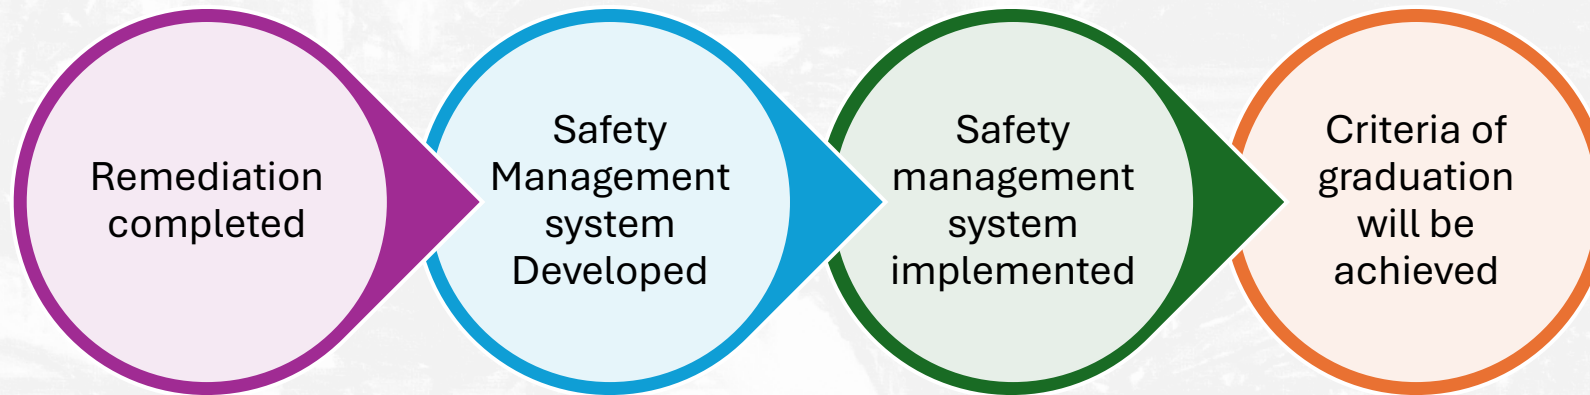 Remediation
completed
Safety
Management
system
Developed
Safety
management
system
implemented
Criteria of
graduation
will be
achieved